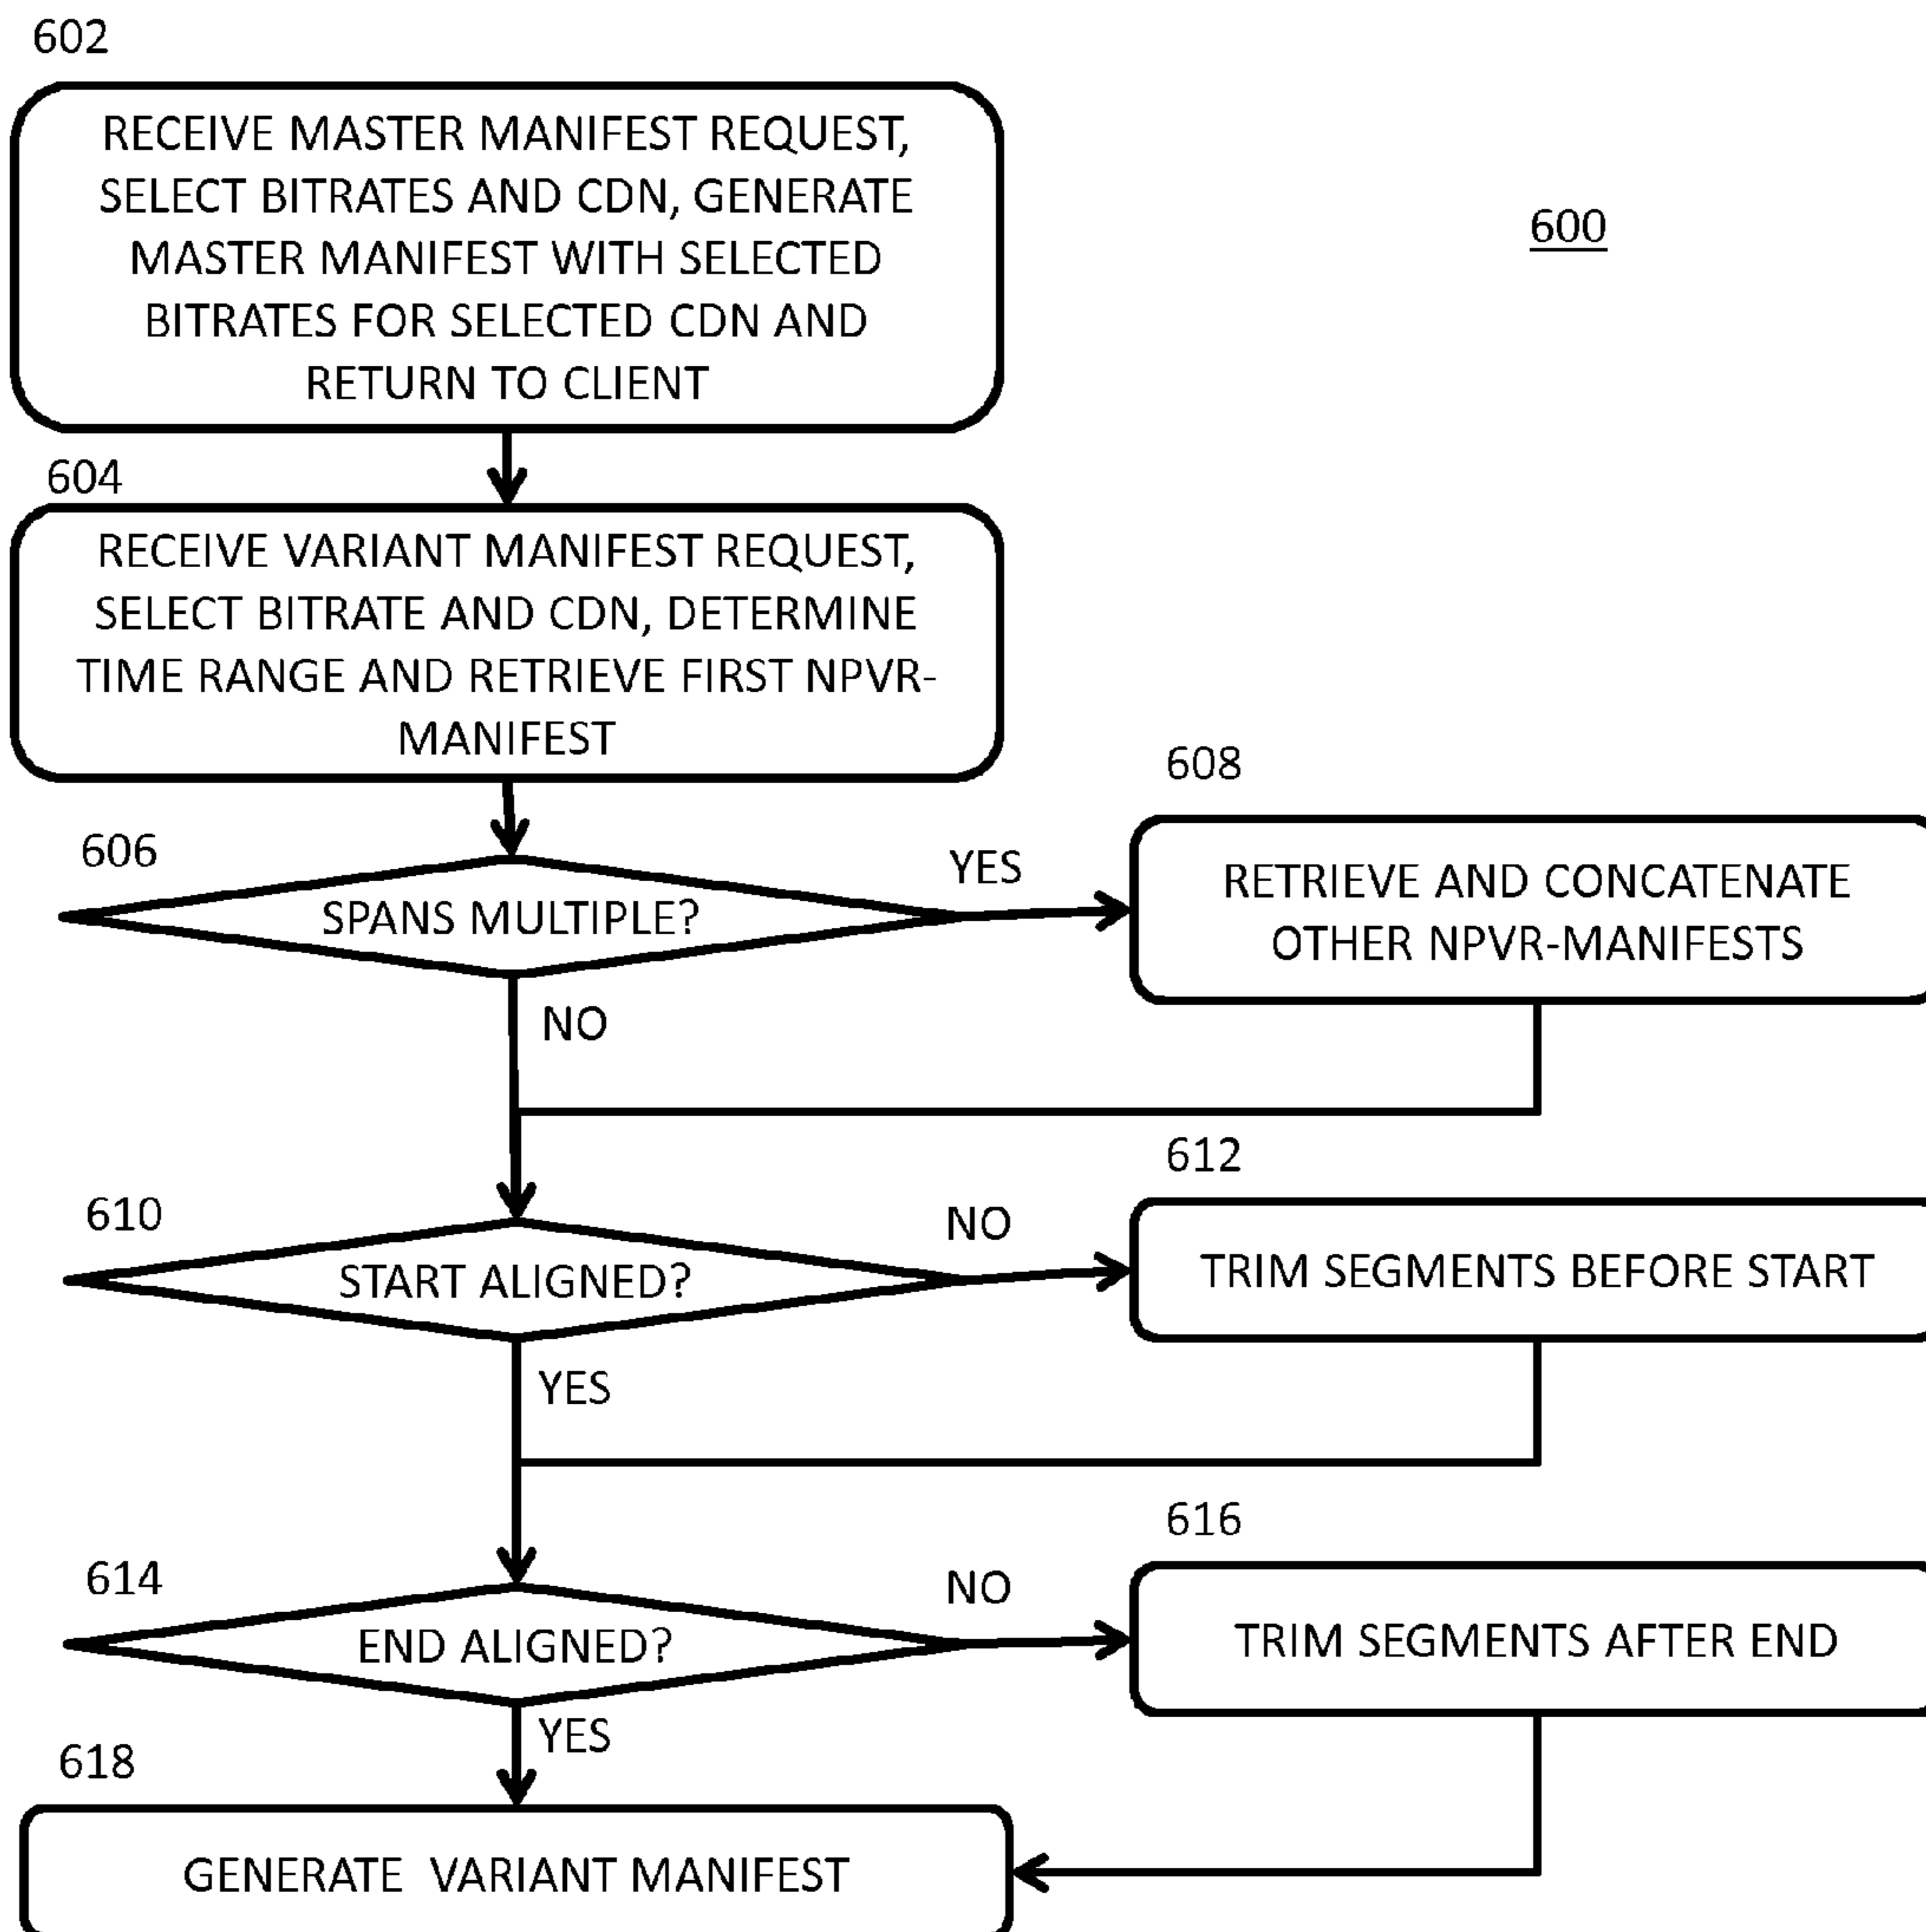 602
RECEIVE MASTER MANIFEST REQUEST,
SELECT BITRATES AND CDN, GENERATE
MASTER MANIFEST WITH SELECTED
BITRATES FOR SELECTED CDN AND
RETURN TO CLIENT
600
604
RECEIVE VARIANT MANIFEST REQUEST,
SELECT BITRATE AND CDN, DETERMINE
TIME RANGE AND RETRIEVE FIRST NPVR-
MANIFEST
606
SPANS MULTIPLE?
YES
608
RETRIEVE AND CONCATENATE
OTHER NPVR-MANIFESTS
NO
610
START ALIGNED?
NO
612
TRIM SEGMENTS BEFORE START
YES
614
END ALIGNED?
NO
616
TRIM SEGMENTS AFTER END
YES
618
GENERATE VARIANT MANIFEST